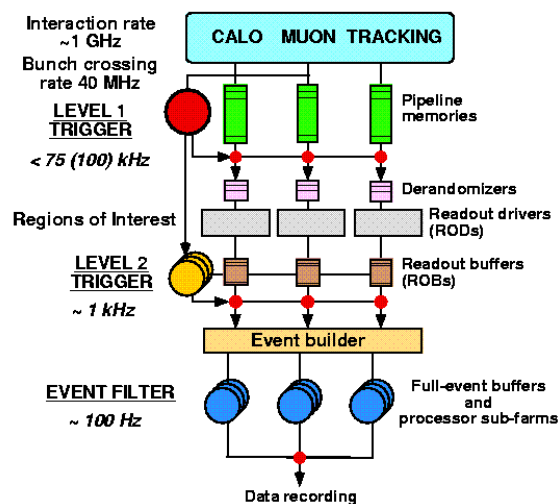 Interaction rate
~1 GHz
CALO MUON TRACKING
Bunch crossing
rate 40 MHz
LEVEL 1
TRIGGER
< 75 (100) kHz
Pipeline
memories
Derandomizers
Regions of Interest
Readout drivers
(RODs)
LEVEL 2
TRIGGER
~ 1 kHz
Readout buffers
(ROBs)
Event builder
EVENT FILTER
~ 100 Hz
Full-event buffers
and
processor sub-farms
Data recording